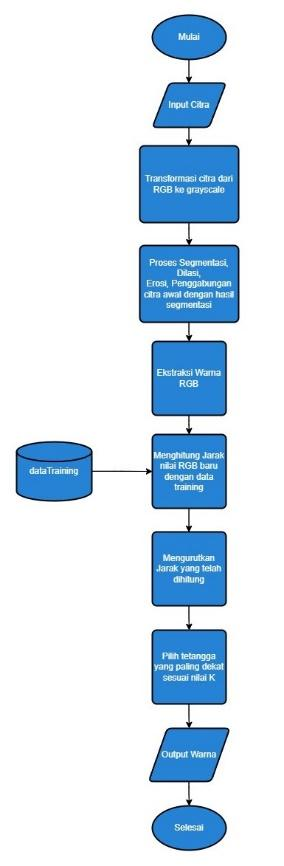 Mulai
Input Citra
Transformasi citra dari
RGB ke grayscale
Proses Segmentasi,
Dilasi,
Erosi, Penggabungan
citra awal dengan hasil
segmentasi
Ekstraksi Warna
RGB
dataTraining
Menghitung Jarak
nilai RGB baru
dengan data
training
Mengurutkan
Jarak yang telah
dihitung
Pilih tetangga
yang paling dekat
sesuai nilai K
Output Warna
Selesai